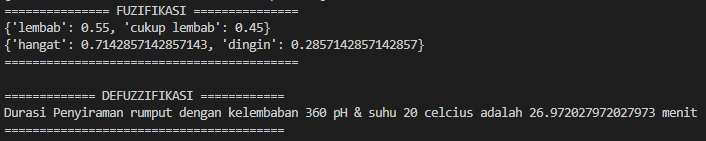 =============== FUZIFIKASI ===============
{'lembab': 0.55, 'cukup lembab': 0.45}
{'hangat': 0.7142857142857143, 'dingin': 0.2857142857142857}
==========================================
============= DEFUZZIFIKASI ============
Durasi Penyiraman rumput dengan kelembaban 360 pH & suhu 20 celcius adalah 26.972027972027973 menit
========================================